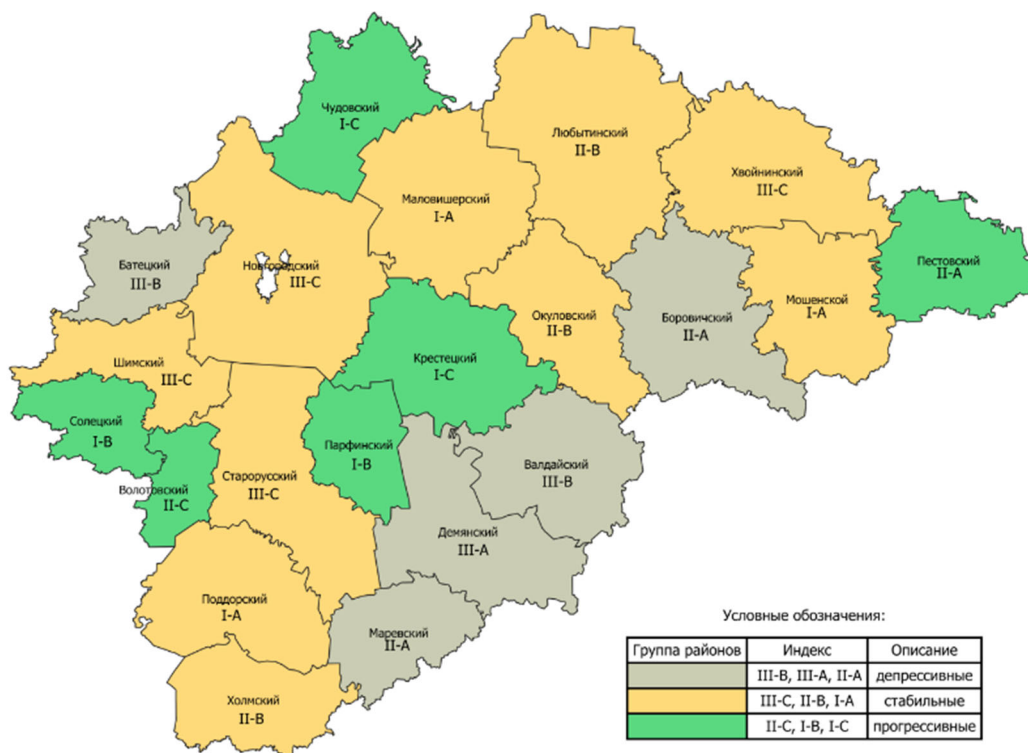 Чудовский
I-C
Любытинский
II-B
Хвойнинский
III-C
Маловишерский
I-A
Батецкий
III-B
Новгородский
III-C
Пестовский
II-A
Мошенской
I-A
Окуловский
II-B
Боровичский
II-A
Шимский
III-C
Крестецкий
I-C
Солецкий
I-B
Парфинский
I-B
Валдайский
III-B
Старорусский
III-C
Волотовский
II-C
Демянский
III-A
Поддорский
I-A
Маревский
II-A
Холмский
II-B
Условные обозначения:
Группа районов Индекс Описание
III-B, III-A, II-A депрессивные
III-C, II-B, I-A стабильные
II-C, I-B, I-C прогрессивные